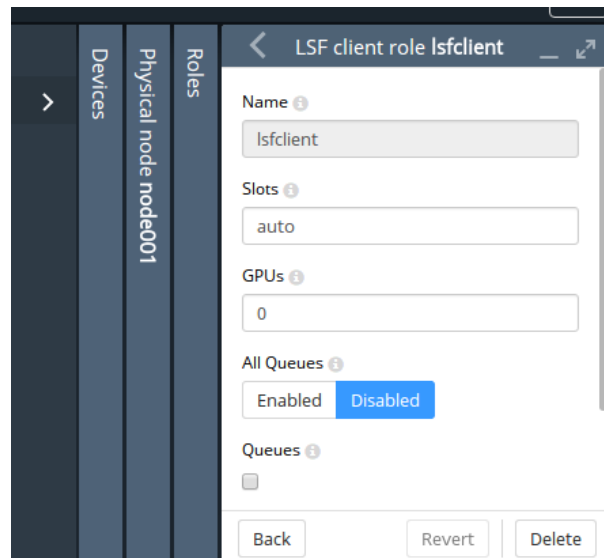 Devices
Physical node node001
Roles
LSF client role lsfclient
Name
lsfclient
Slots
auto
GPUs
0
All Queues
Enabled Disabled
Queues
Back Revert Delete